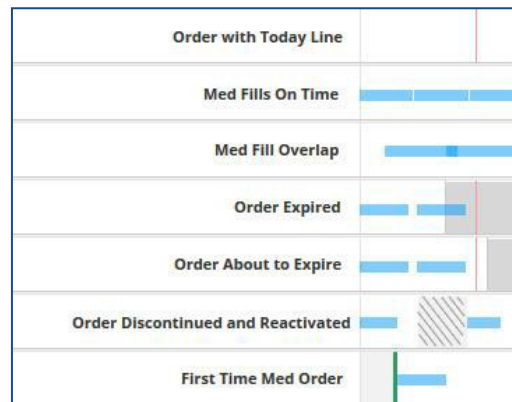 Order with Today Line
Med Fills On Time
Med Fill Overlap
Order Expired
Order About to Expire
Order Discontinued and Reactivated
First Time Med Order